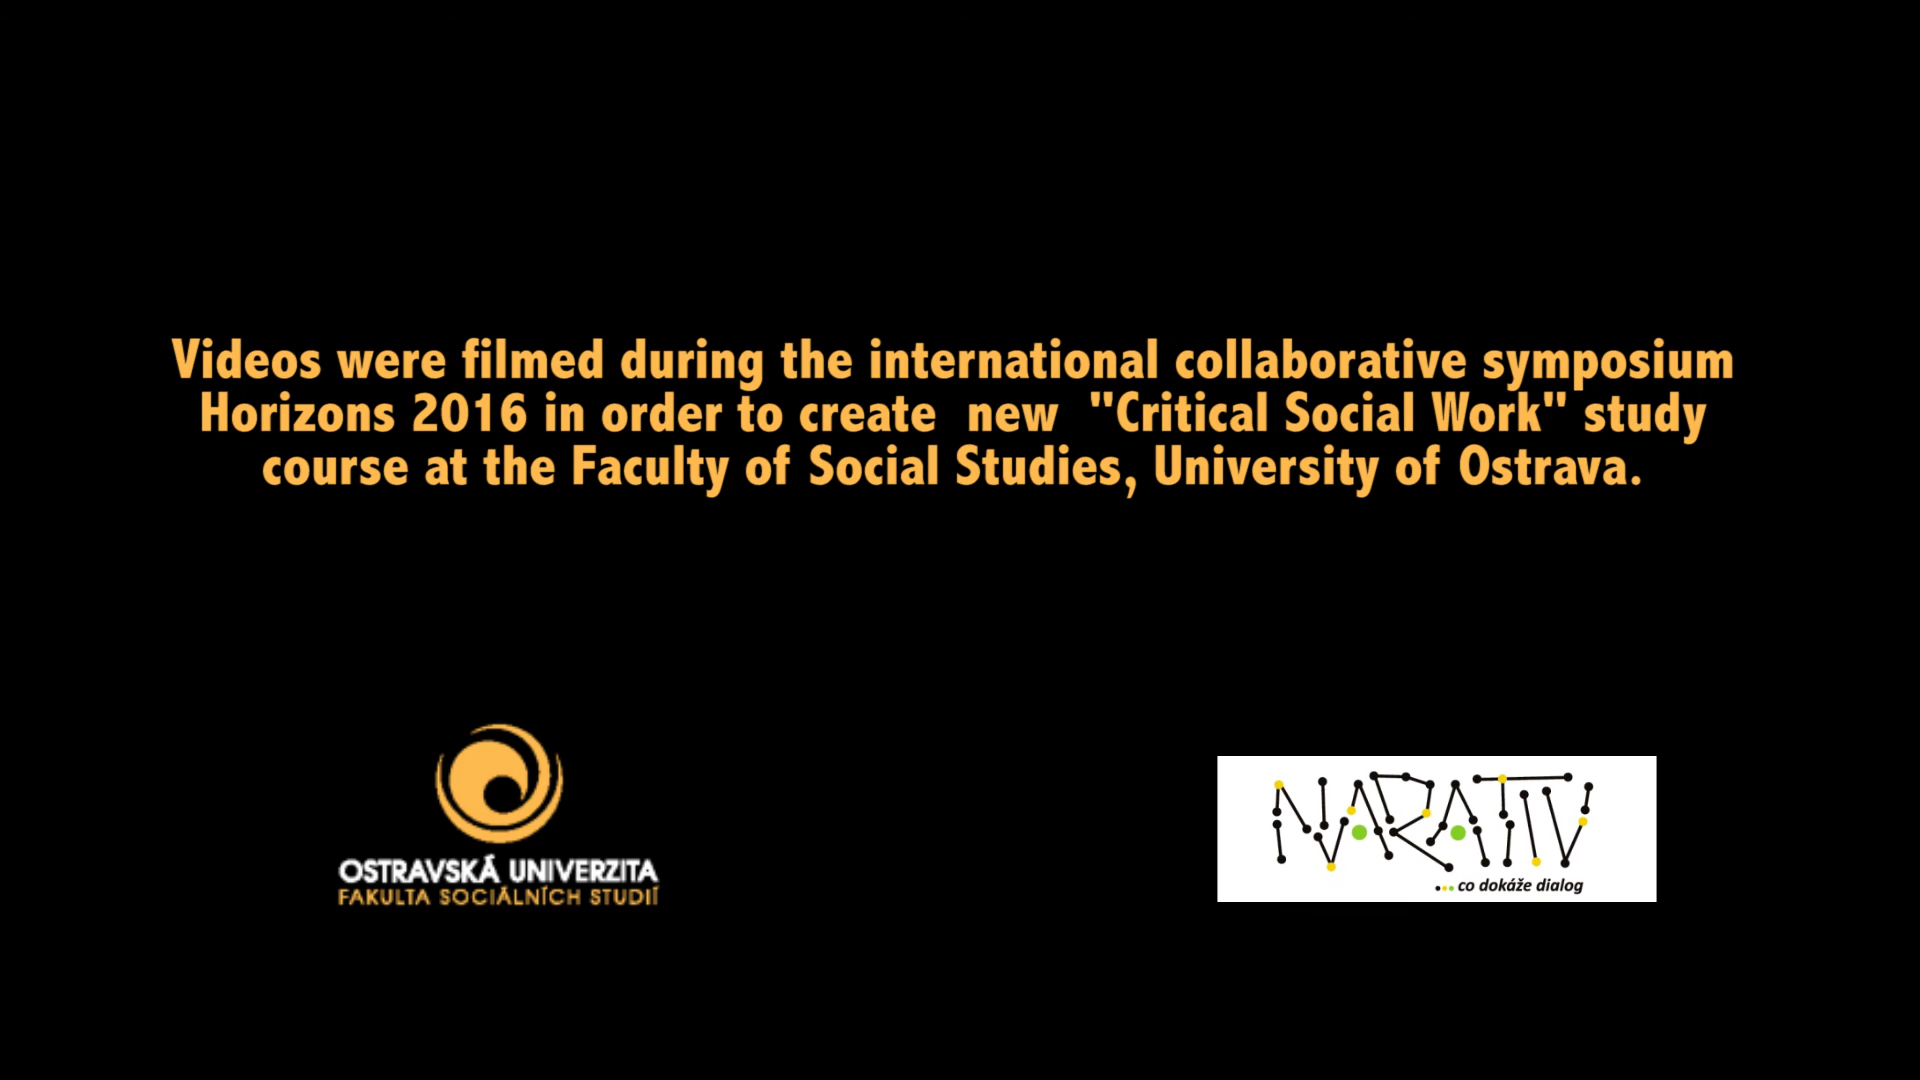 Videos were filmed during the international collaborative symposium
Horizons 2016 in order to create  new  "Critical Social Work" study
course at the Faculty of Social Studies, University of Ostrava.
OSTRAVSKÁ UNIVERZITA
FAKULTA SOCIÁLNÍCH STUDIÍ
NARATIV
...co dokáže dialog